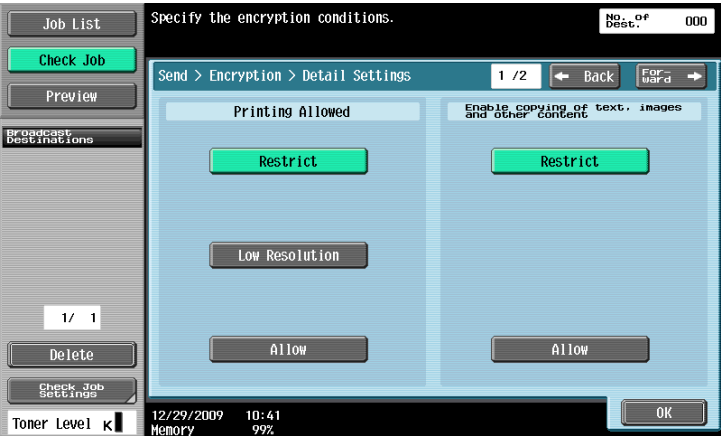 Job List
Check Job
Preview
Broadcast
Destinations
1/ 1
Delete
Check Job
Settings
Toner Level K
Specify the encryption conditions.
No. of
Dest.
000
Send > Encryption > Detail Settings
1 /2
← Back
For-
ward →
Printing Allowed
Restrict
Low Resolution
Allow
Enable copying of text, images
and other content
Restrict
Allow
12/29/2009 10:41
Memory 99%
OK